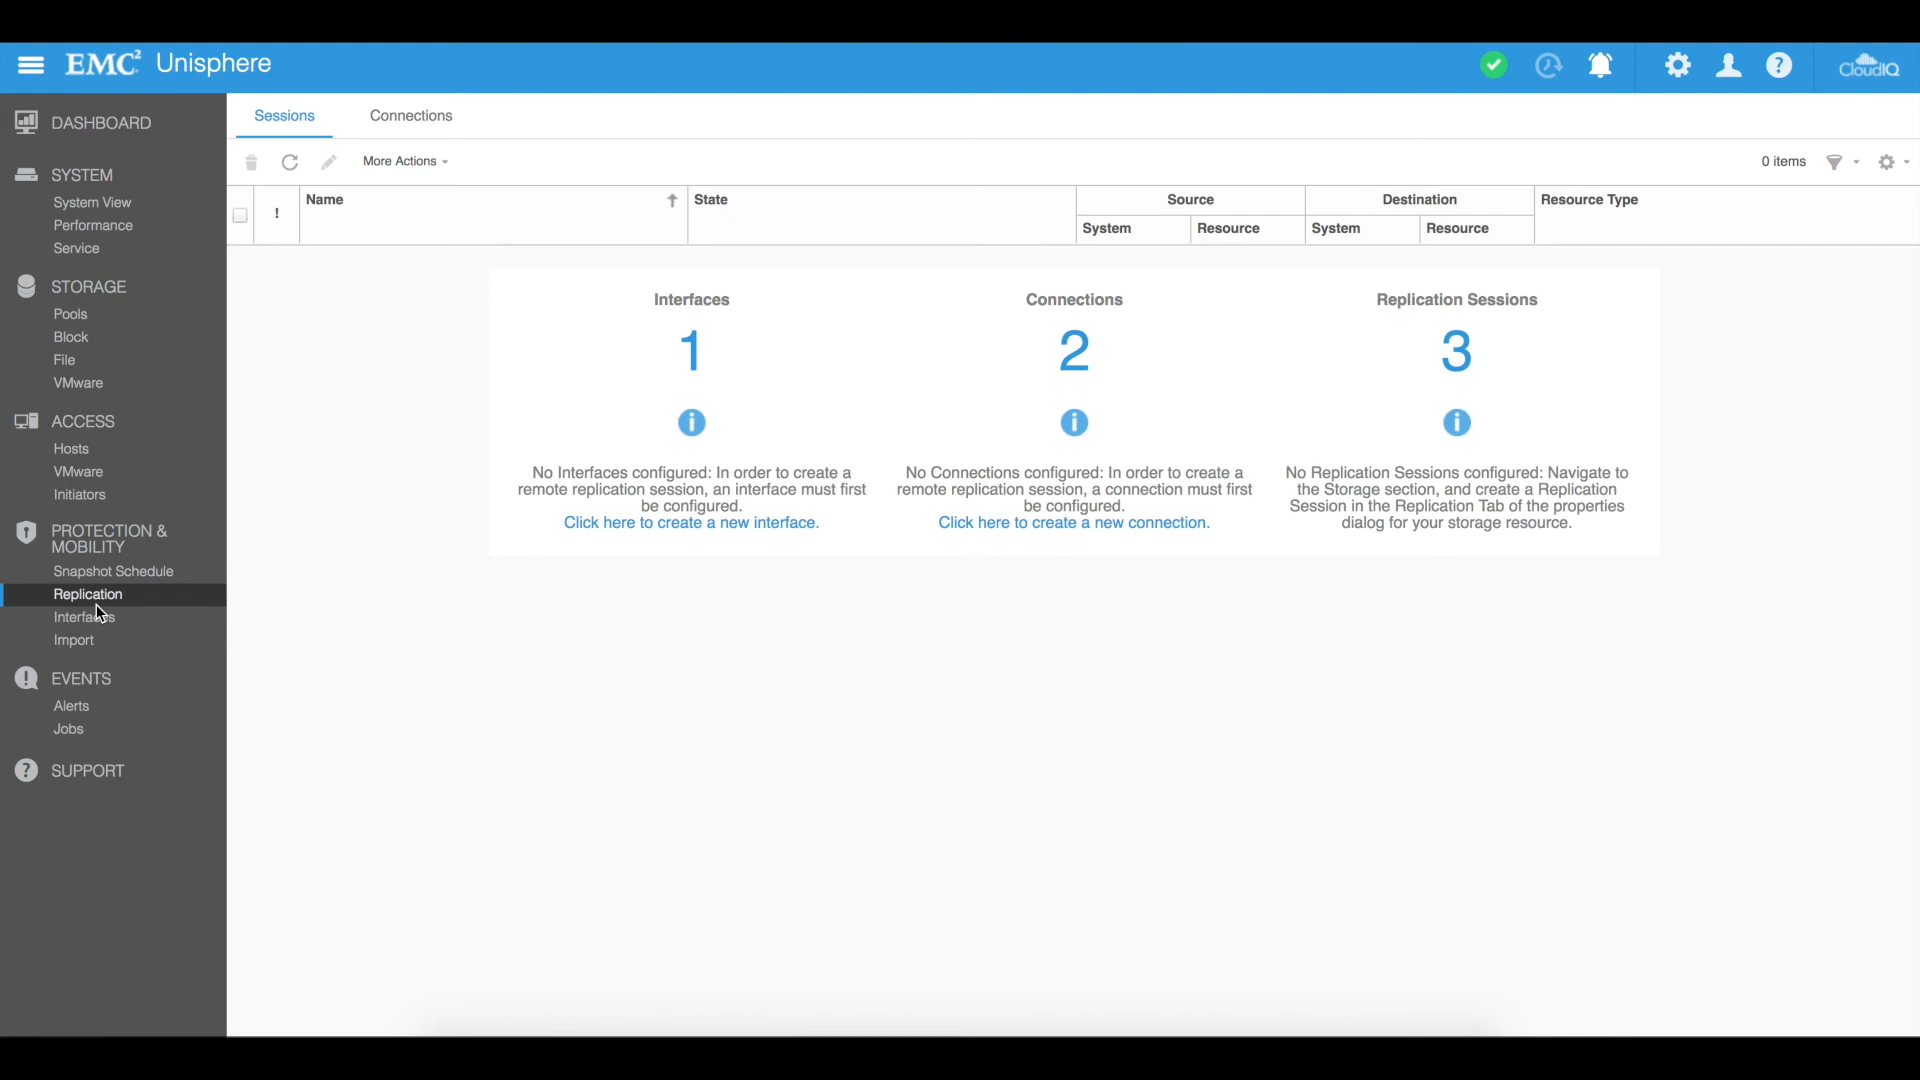 EMC² Unisphere
CloudIQ
DASHBOARD
SYSTEM
System View
Performance
Service
STORAGE
Pools
Block
File
VMware
ACCESS
Hosts
VMware
Initiators
PROTECTION &
MOBILITY
Snapshot Schedule
Replication
Interfaces
Import
EVENTS
Alerts
Jobs
SUPPORT
Sessions
Connections
More Actions
0 items
!
Name
State
Source
Destination
Resource Type
System
Resource
System
Resource
Interfaces
1
No Interfaces configured: In order to create a
remote replication session, an interface must first
be configured.
Click here to create a new interface.
Connections
2
No Connections configured: In order to create a
remote replication session, a connection must first
be configured.
Click here to create a new connection.
Replication Sessions
3
No Replication Sessions configured: Navigate to
the Storage section, and create a Replication
Session in the Replication Tab of the properties
dialog for your storage resource.